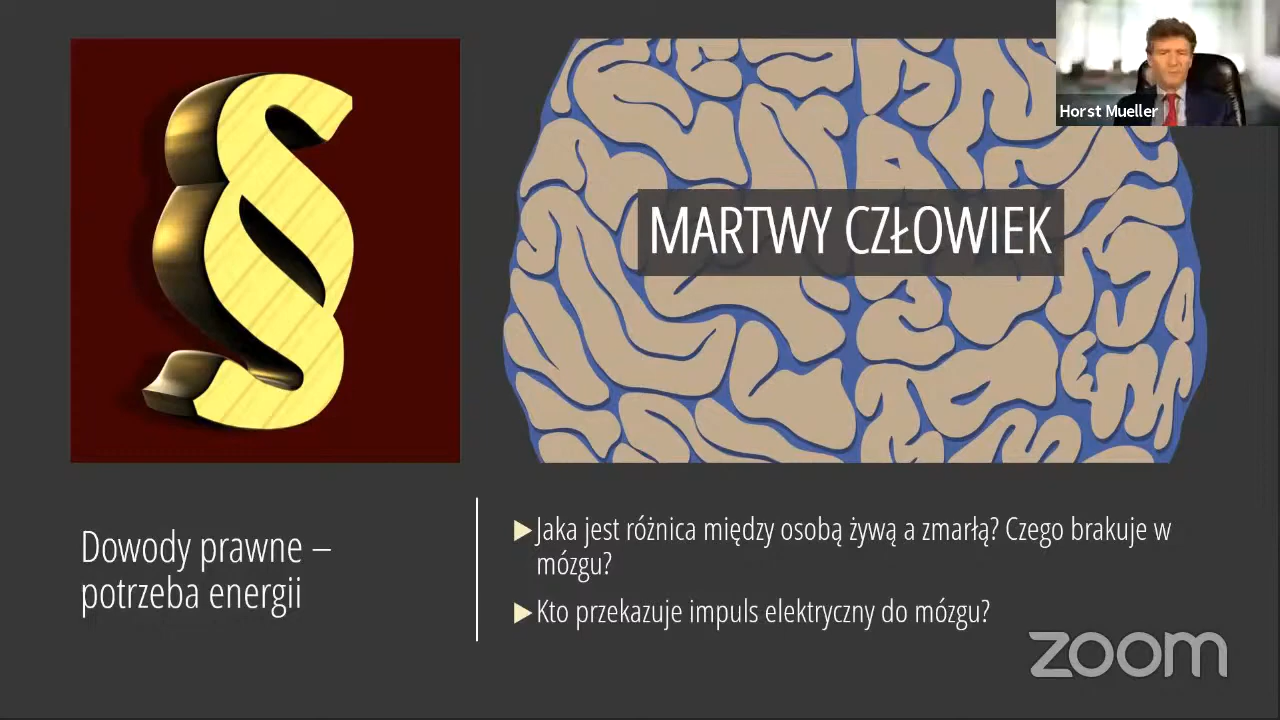 Horst Mueller
MARTWY CZŁOWIEK
Dowody prawne –
potrzeba energii
Jaka jest różnica między osobą żywą a zmarłą? Czego brakuje w
mózgu?
Kto przekazuje impuls elektryczny do mózgu?
zoom